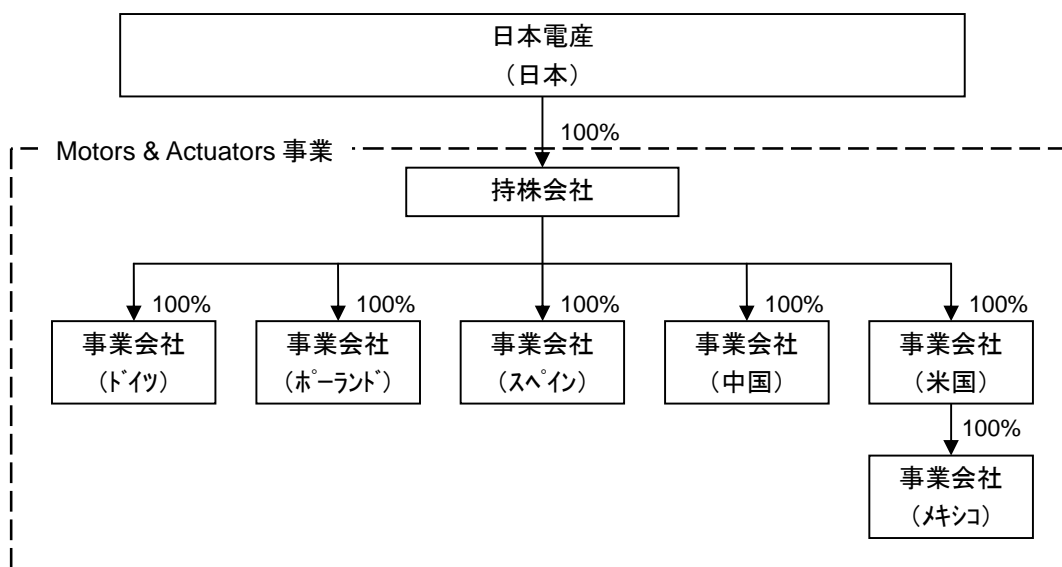 日本電産
（日本）
100%
Motors & Actuators 事業
持株会社
100%
100%
100%
100%
100%
事業会社
（ﾄﾞｲﾂ）
事業会社
（ﾎﾟｰﾗﾝﾄﾞ）
事業会社
（ｽﾍﾟｲﾝ）
事業会社
（中国）
事業会社
（米国）
100%
事業会社
（ﾒｷｼｺ）